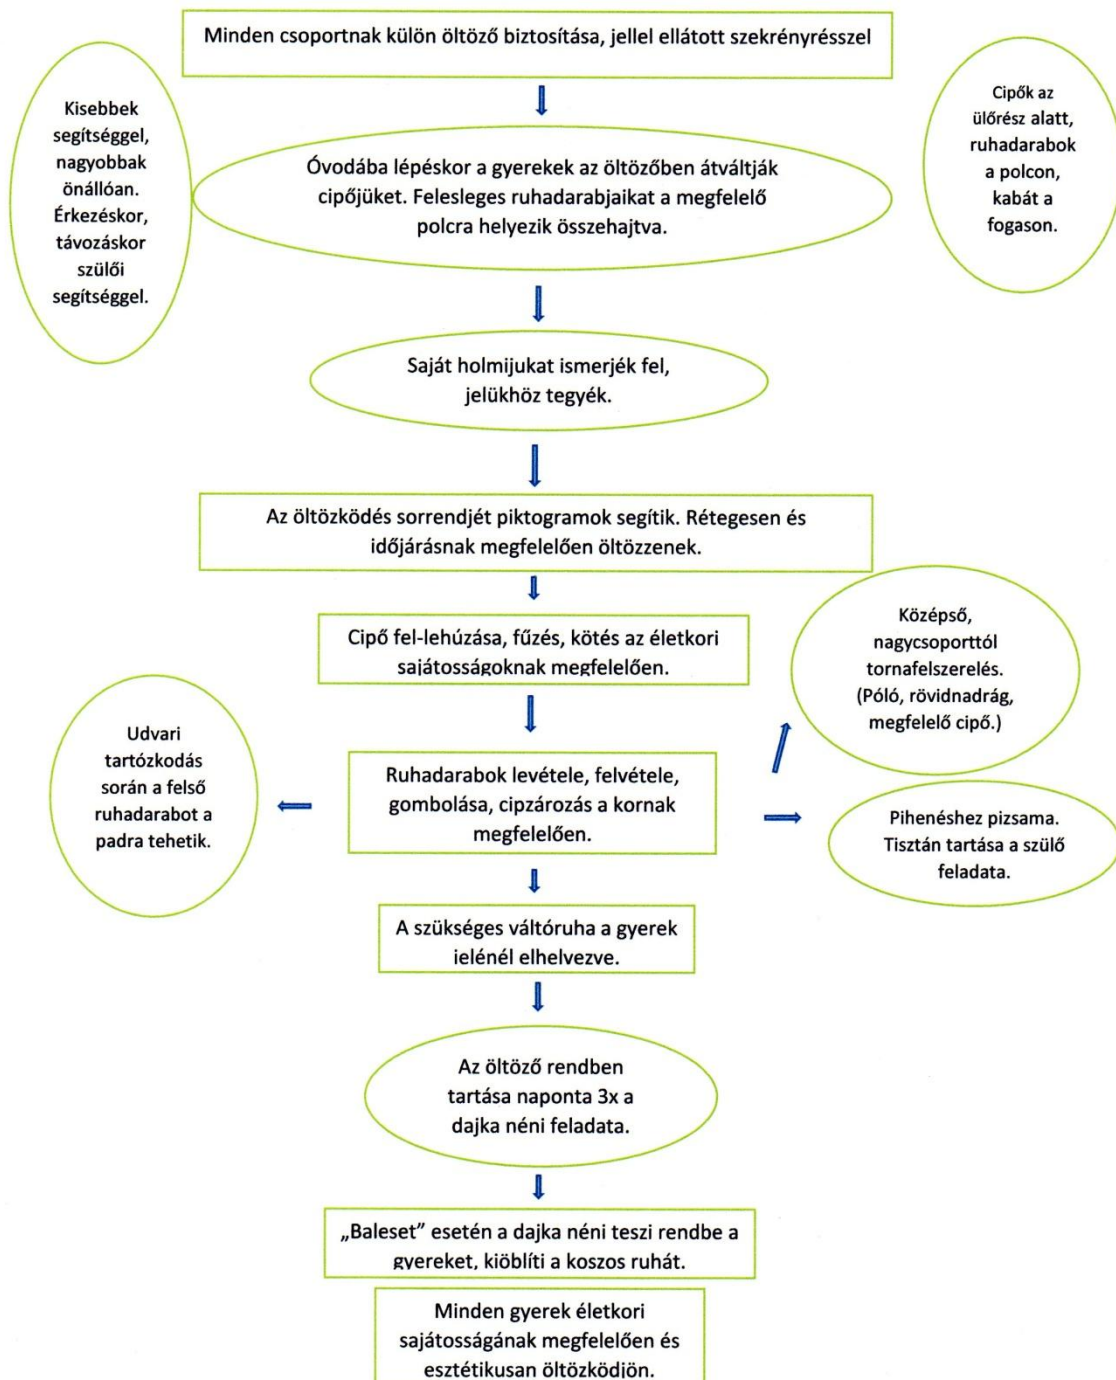 Minden csoportnak külön öltöző biztosítása, jellel ellátott szekrényrésszel
Kisebbek
segítséggel,
nagyobbak
önállóan.
Érkezéskor,
távozáskor
szülői
segítséggel.
Óvodába lépéskor a gyerekek az öltözőben átváltják
cipőjüket. Felesleges ruhadarabjaikat a megfelelő
polcra helyezik összehajtva.
Cipők az
ülőrész alatt,
ruhadarabok
a polcon,
kabát a
fogason.
Saját holmijukat ismerjék fel,
jelükhöz tegyék.
Az öltözködés sorrendjét piktogramok segítik. Rétegesen és
időjárásnak megfelelően öltözzenek.
Cipő fel-lehúzása, fűzés, kötés az életkori
sajátosságoknak megfelelően.
Középső,
nagycsoporttól
tornafelszerelés.
(Póló, rövidnadrág,
megfelelő cipő.)
Udvari
tartózkodás
során a felső
ruhadarabot a
padra tehetik.
Ruhadarabok levétele, felvétele,
gombolása, cipzározás a kornak
megfelelően.
Pihenéshez pizsama.
Tisztán tartása a szülő
feladata.
A szükséges váltóruha a gyerek
jelénél elhelyezve.
Az öltöző rendben
tartása naponta 3x a
dajka néni feladata.
„Baleset” esetén a dajka néni teszi rendbe a
gyereket, kiöblíti a koszos ruhát.
Minden gyerek életkori
sajátosságának megfelelően és
esztétikusan öltözködjön.